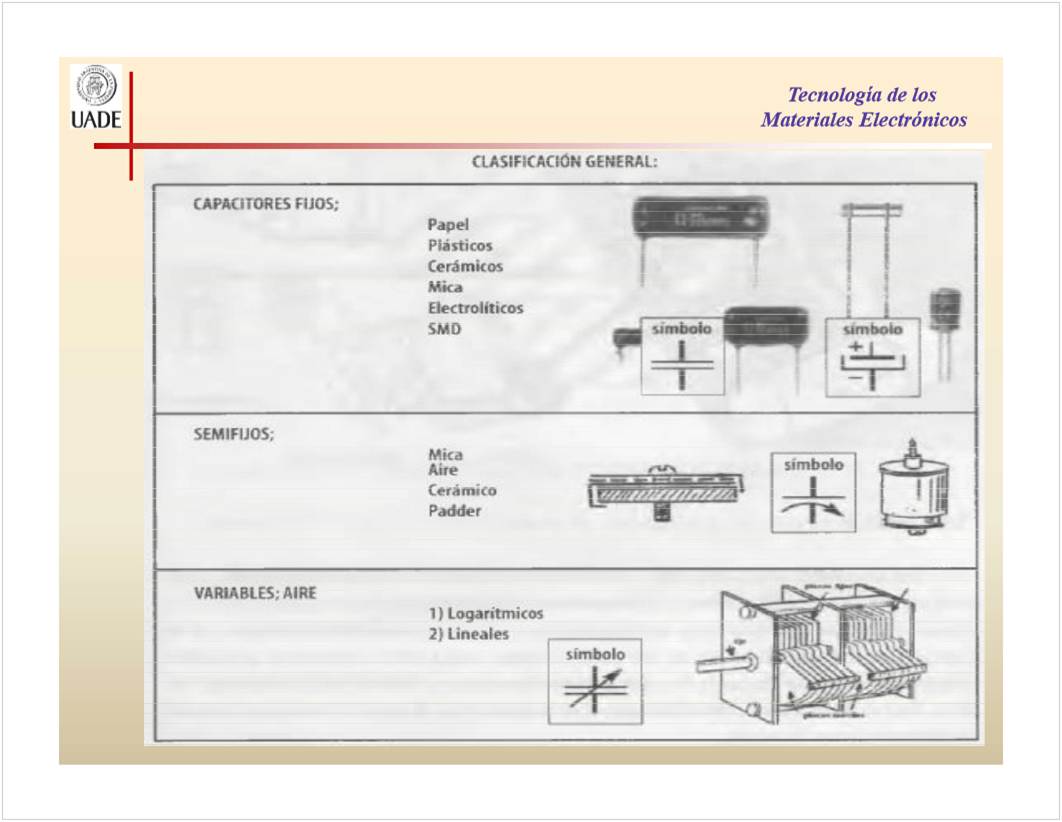 UADE
Tecnología de los
Materiales Electrónicos
CLASIFICACIÓN GENERAL:
CAPACITORES FIJOS;
Papel
Plásticos
Cerámicos
Mica
Electrolíticos
SMD
símbolo
símbolo
+
−
SEMIFIJOS;
Mica
Aire
Cerámico
Padder
símbolo
VARIABLES; AIRE
1) Logarítmicos
2) Lineales
símbolo